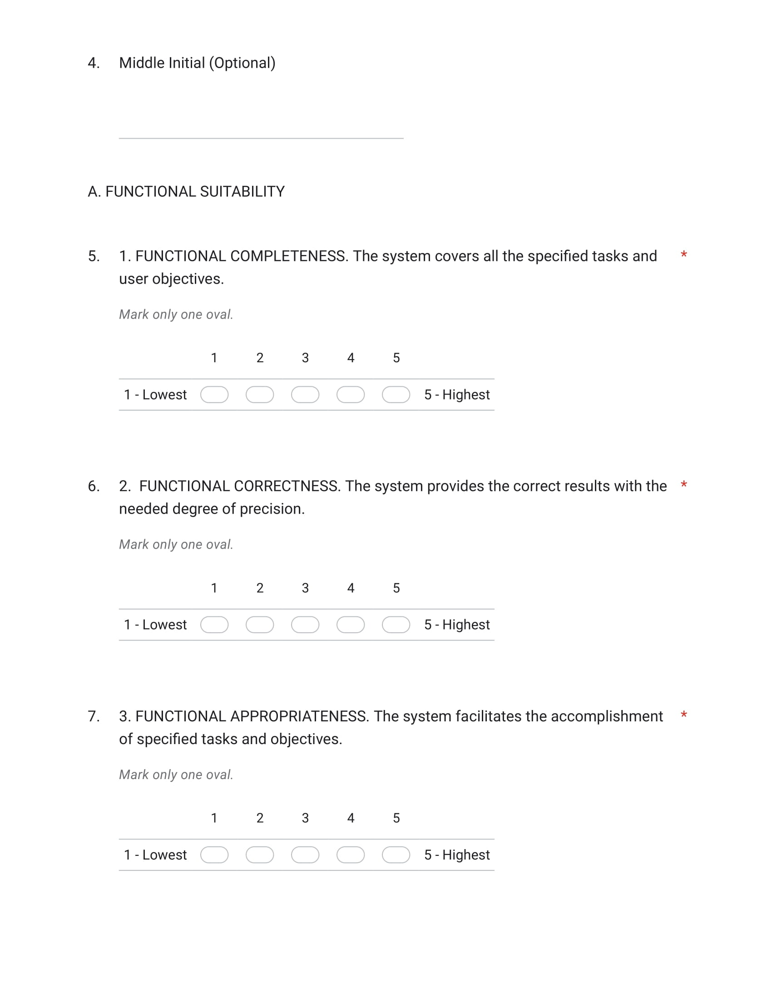 4. Middle Initial (Optional)
A. FUNCTIONAL SUITABILITY
5. 1. FUNCTIONAL COMPLETENESS. The system covers all the specified tasks and *
user objectives.
Mark only one oval.
1 2 3 4 5
1 - Lowest 5 - Highest
6. 2.  FUNCTIONAL CORRECTNESS. The system provides the correct results with the *
needed degree of precision.
Mark only one oval.
1 2 3 4 5
1 - Lowest 5 - Highest
7. 3. FUNCTIONAL APPROPRIATENESS. The system facilitates the accomplishment *
of specified tasks and objectives.
Mark only one oval.
1 2 3 4 5
1 - Lowest 5 - Highest